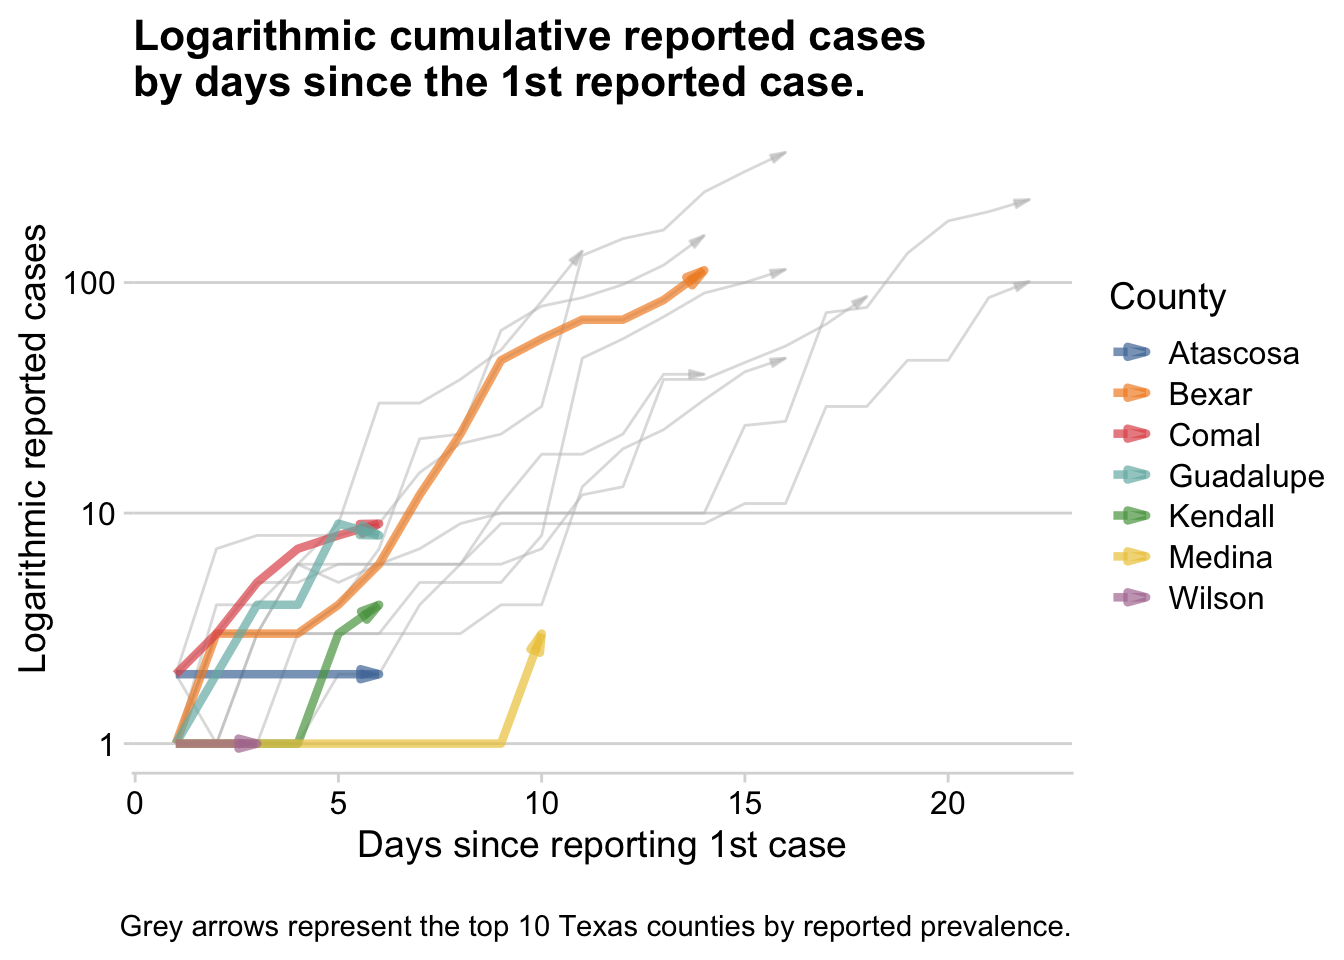 Logarithmic cumulative reported cases
by days since the 1st reported case.
Logarithmic reported cases
100
10
1
0 5 10 15 20
Days since reporting 1st case
County
Atascosa
Bexar
Comal
Guadalupe
Kendall
Medina
Wilson
Grey arrows represent the top 10 Texas counties by reported prevalence.